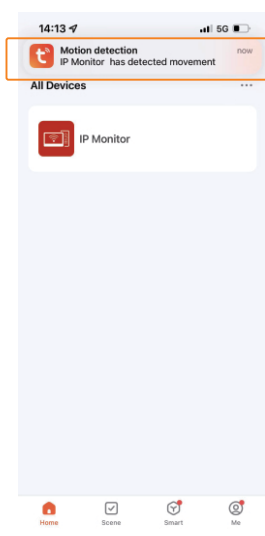 14:13
5G
Motion detection
now
IP Monitor has detected movement
All Devices
IP Monitor
Home
Scene
Smart
Me